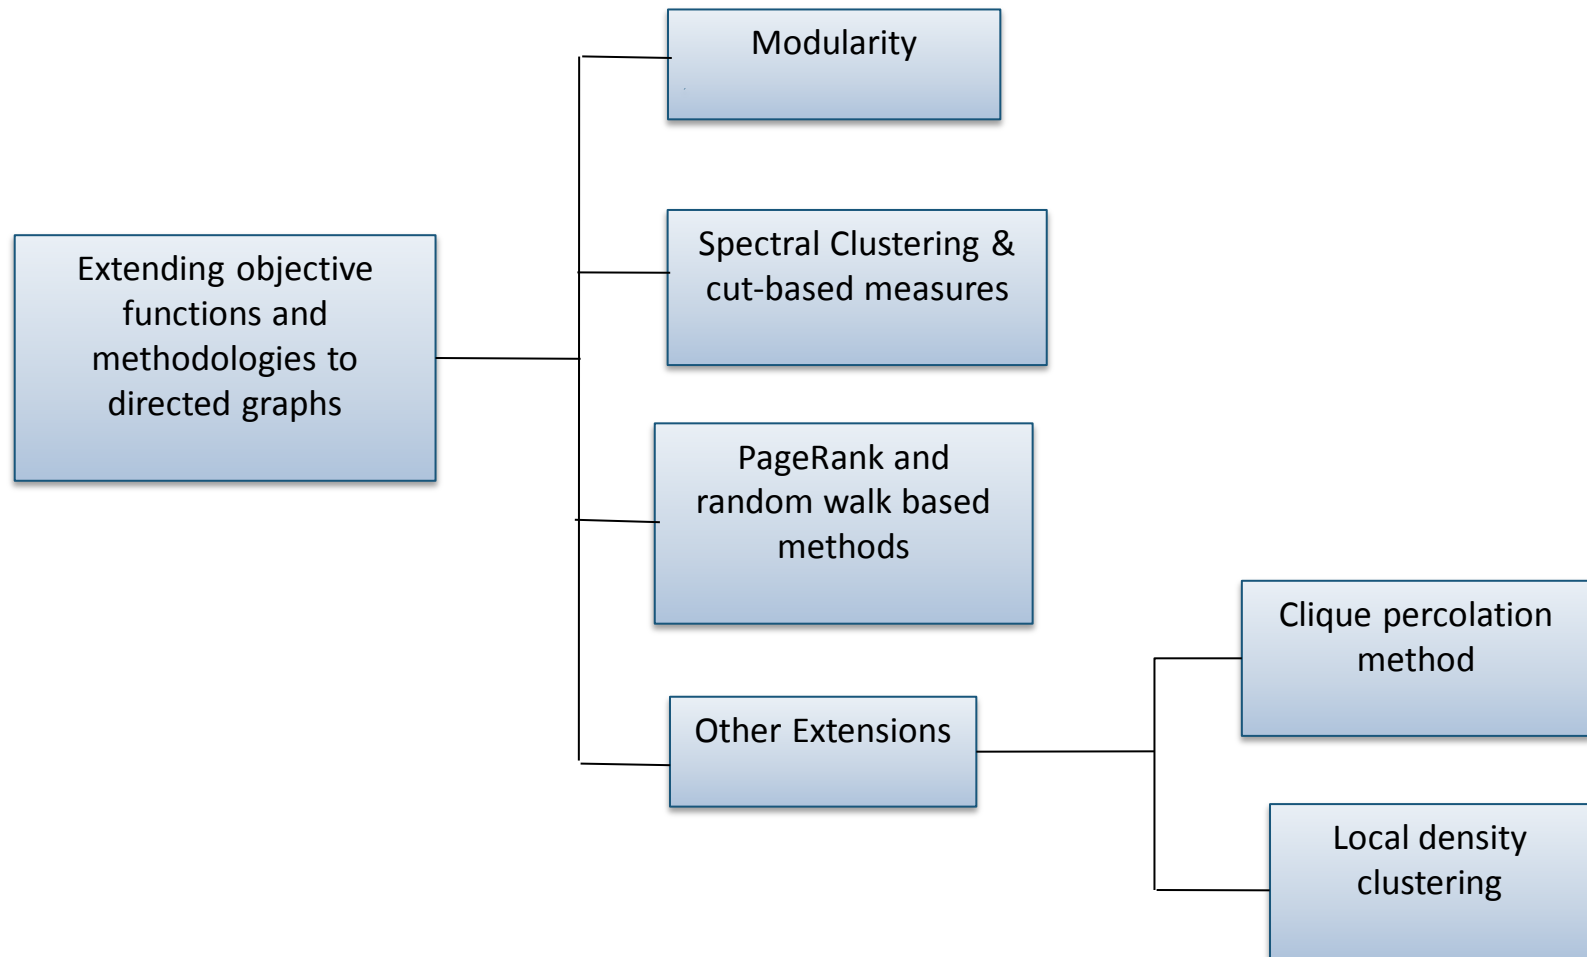 Modularity
Spectral Clustering &
cut-based measures
Extending objective
functions and
methodologies to
directed graphs
PageRank and
random walk based
methods
Clique percolation
method
Other Extensions
Local density
clustering